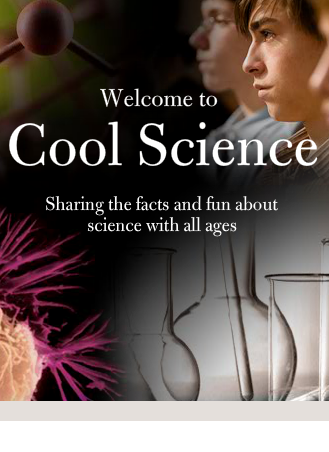 Welcome to
Cool Science
Sharing the facts and fun about
science with all ages